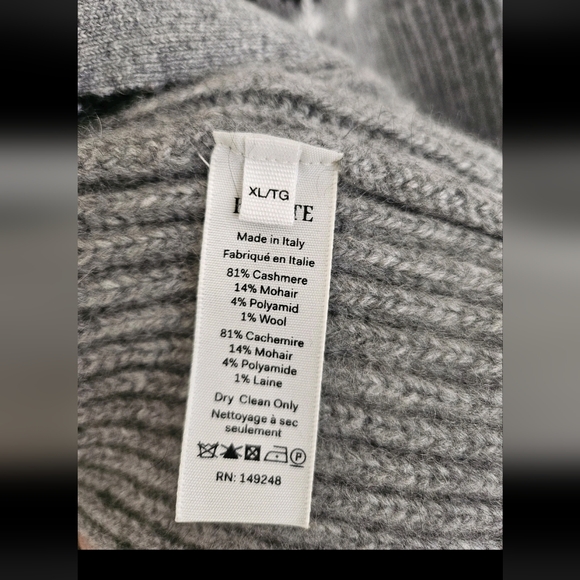 XL/TG
Made in Italy
Fabriqué en Italie
81% Cashmere
14% Mohair
4% Polyamid
1% Wool
81% Cachemire
14% Mohair
4% Polyamide
1% Laine
Dry Clean Only
Nettoyage à sec
seulement
P
RN: 149248